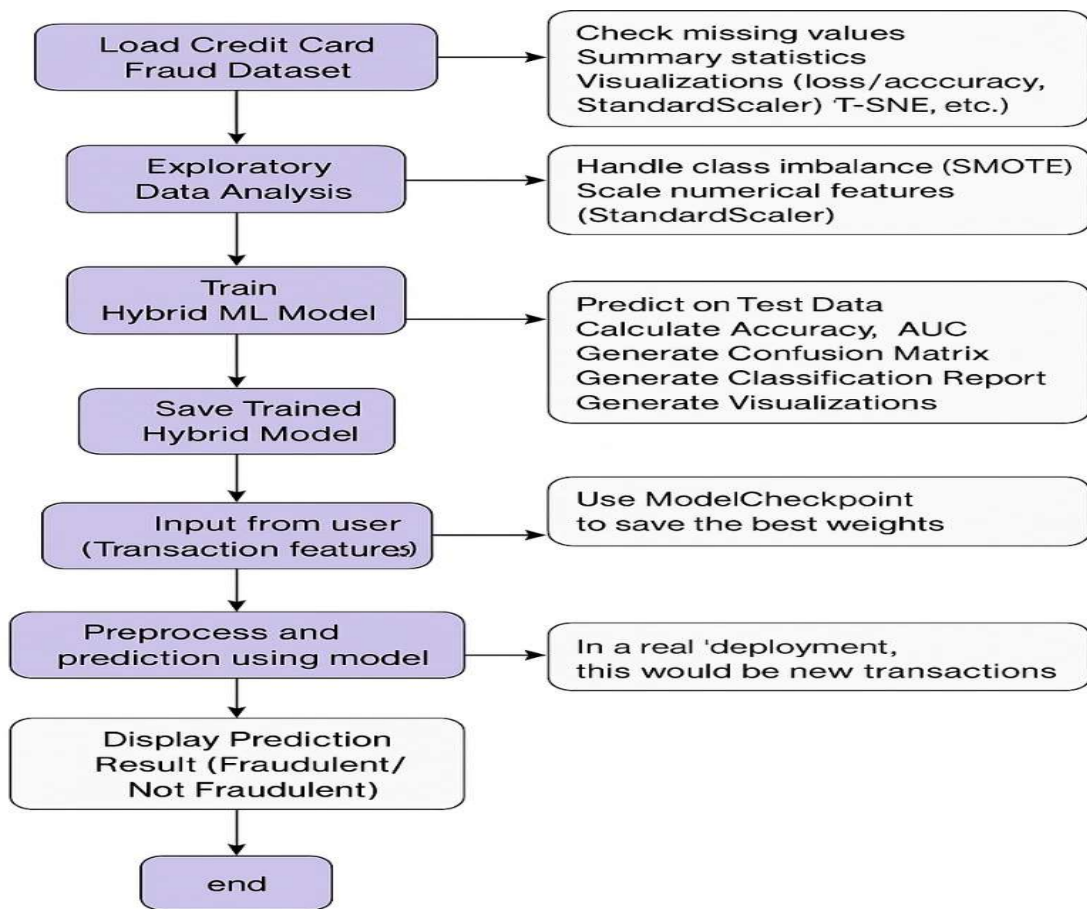 Load Credit Card
Fraud Dataset
Check missing values
Summary statistics
Visualizations (loss/acccuracy,
StandardScaler) T-SNE, etc.)
Exploratory
Data Analysis
Handle class imbalance (SMOTE)
Scale numerical features
(StandardScaler)
Train
Hybrid ML Model
Predict on Test Data
Calculate Accuracy, AUC
Generate Confusion Matrix
Generate Classification Report
Generate Visualizations
Save Trained
Hybrid Model
Input from user
(Transaction features)
Use ModelCheckpoint
to save the best weights
Preprocess and
prediction using model
In a real 'deployment,
this would be new transactions
Display Prediction
Result (Fraudulent/
Not Fraudulent)
end